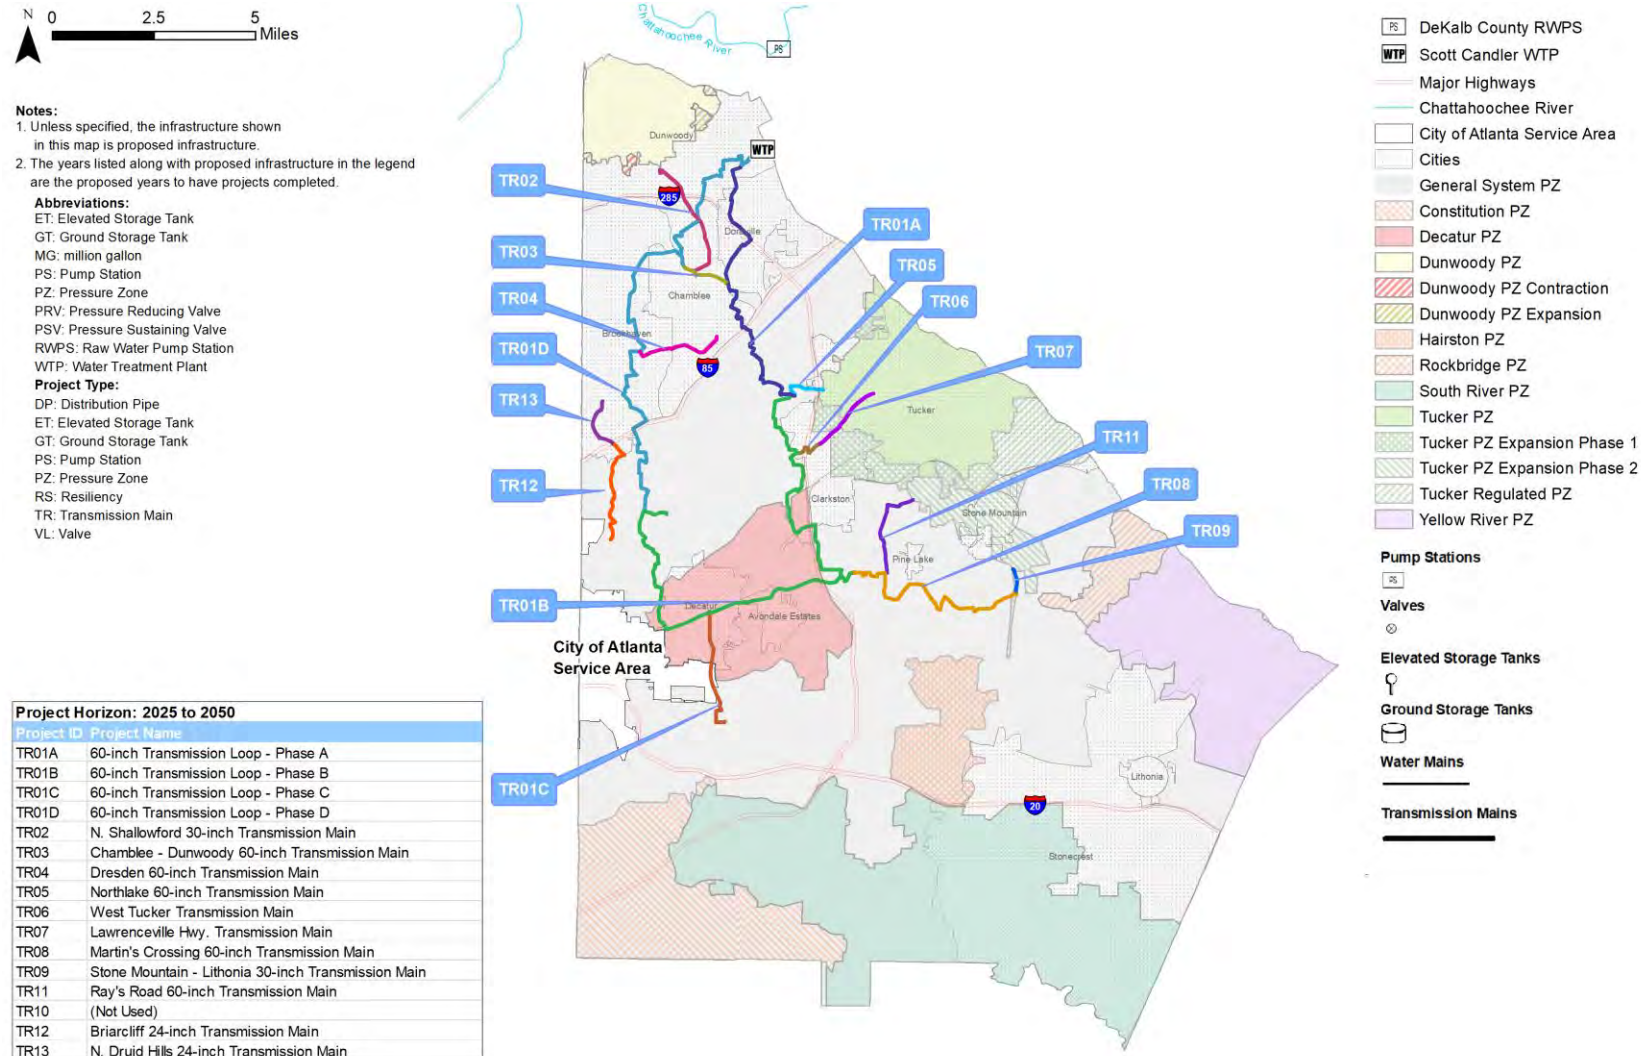 N
0 2.5 5
Miles
Notes:
1. Unless specified, the infrastructure shown
in this map is proposed infrastructure.
2. The years listed along with proposed infrastructure in the legend
are the proposed years to have projects completed.
Abbreviations:
ET: Elevated Storage Tank
GT: Ground Storage Tank
MG: million gallon
PS: Pump Station
PZ: Pressure Zone
PRV: Pressure Reducing Valve
PSV: Pressure Sustaining Valve
RWPS: Raw Water Pump Station
WTP: Water Treatment Plant
Project Type:
DP: Distribution Pipe
ET: Elevated Storage Tank
GT: Ground Storage Tank
PS: Pump Station
PZ: Pressure Zone
RS: Resiliency
TR: Transmission Main
VL: Valve
Project Horizon: 2025 to 2050
Project ID Project Name
TR01A 60-inch Transmission Loop - Phase A
TR01B 60-inch Transmission Loop - Phase B
TR01C 60-inch Transmission Loop - Phase C
TR01D 60-inch Transmission Loop - Phase D
TR02 N. Shallowford 30-inch Transmission Main
TR03 Chamblee - Dunwoody 60-inch Transmission Main
TR04 Dresden 60-inch Transmission Main
TR05 Northlake 60-inch Transmission Main
TR06 West Tucker Transmission Main
TR07 Lawrenceville Hwy. Transmission Main
TR08 Martin's Crossing 60-inch Transmission Main
TR09 Stone Mountain - Lithonia 30-inch Transmission Main
TR11 Ray's Road 60-inch Transmission Main
TR10 (Not Used)
TR12 Briarcliff 24-inch Transmission Main
TR13 N. Druid Hills 24-inch Transmission Main
Chattahoochee River
PS
Dunwoody
WTP
TR02
285
TR01A
Doraville
TR03
TR05
Chamblee
TR04
TR06
Brookhaven
TR01D
TR07
85
TR13
Tucker
TR11
TR12
TR08
Clarkston
Stone Mountain
TR09
Pine Lake
TR01B
Decatur
Avondale Estates
City of Atlanta
Service Area
TR01C
Lithonia
20
Stonecrest
PS DeKalb County RWPS
WTP Scott Candler WTP
Major Highways
Chattahoochee River
City of Atlanta Service Area
Cities
General System PZ
Constitution PZ
Decatur PZ
Dunwoody PZ
Dunwoody PZ Contraction
Dunwoody PZ Expansion
Hairston PZ
Rockbridge PZ
South River PZ
Tucker PZ
Tucker PZ Expansion Phase 1
Tucker PZ Expansion Phase 2
Tucker Regulated PZ
Yellow River PZ
Pump Stations
PS
Valves
Elevated Storage Tanks
Ground Storage Tanks
Water Mains
Transmission Mains